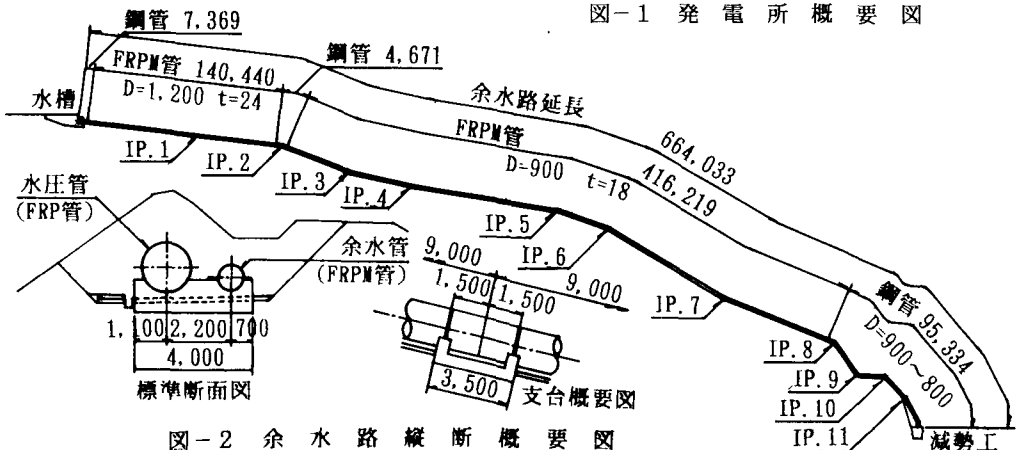 図-1 発電所概要図
鋼管 7,369
鋼管 4,671
FRPM管 140,440
D=1,200 t=24
水槽
余水路延長
664,033
FRPM管
416,219
D=900 t=18
IP.1
IP.2
IP.3
IP.4
IP.5
IP.6
IP.7
IP.8
IP.9
IP.10
IP.11
鋼管 95,334
D=900～800
減勢工
水圧管
(FRP管)
余水管
(FRPM管)
1,100 2,200 700
4,000
標準断面図
9,000
9,000
1,500 1,500
3,500
支台概要図
図-2 余水路縦断概要図